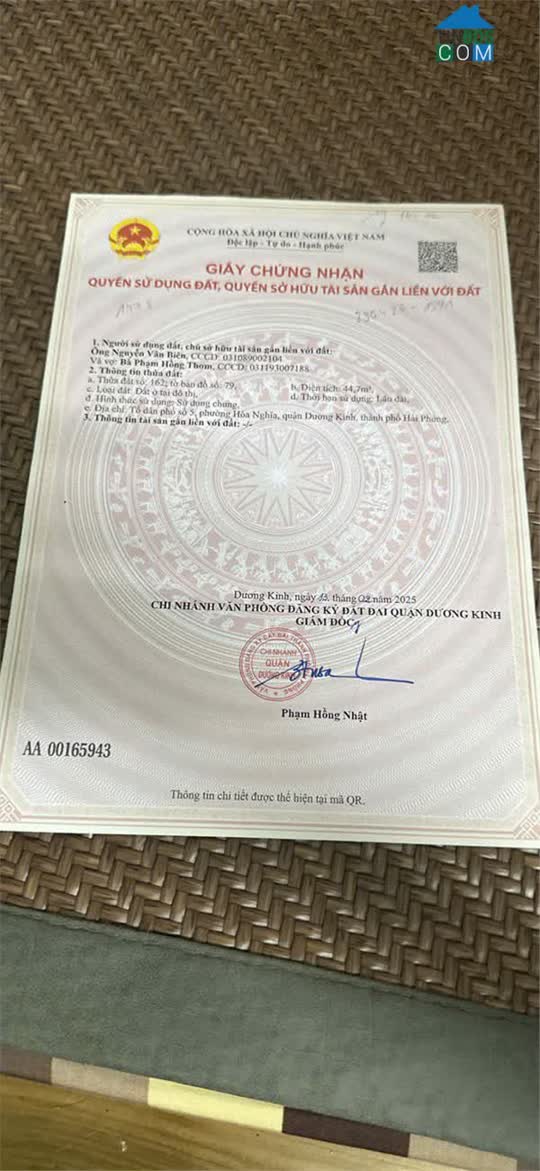 COM
CỘNG HÒA XÃ HỘI CHỦ NGHĨA VIỆT NAM
Độc lập - Tự do - Hạnh phúc
GIẤY CHỨNG NHẬN
QUYỀN SỬ DỤNG ĐẤT, QUYỀN SỞ HỮU TÀI SẢN GẮN LIỀN VỚI ĐẤT
1. Người sử dụng đất, chủ sở hữu tài sản gắn liền với đất:
Ông Nguyễn Văn Biên, CCCD: 031089002104
Và vợ: Bà Phạm Hồng Thơm, CCCD: 031193007188
2. Thông tin thửa đất:
a. Thửa đất số: 162; tờ bản đồ số: 79, b. Diện tích: 44,7m²,
c. Loại đất: Đất ở tại đô thị, d. Thời hạn sử dụng: Lâu dài,
đ. Hình thức sử dụng: Sử dụng chung,
e. Địa chỉ: Tổ dân phố số 5, phường Hòa Nghĩa, quận Dương Kinh, thành phố Hải Phòng.
3. Thông tin tài sản gắn liền với đất: -/-
Dương Kinh, ngày 13 tháng 02 năm 2025
CHI NHÁNH VĂN PHÒNG ĐĂNG KÝ ĐẤT ĐAI QUẬN DƯƠNG KINH
GIÁM ĐỐC
CHI NHÁNH
QUẬN
DƯƠNG KINH
Phạm Hồng Nhật
AA 00165943
Thông tin chi tiết được thể hiện tại mã QR.